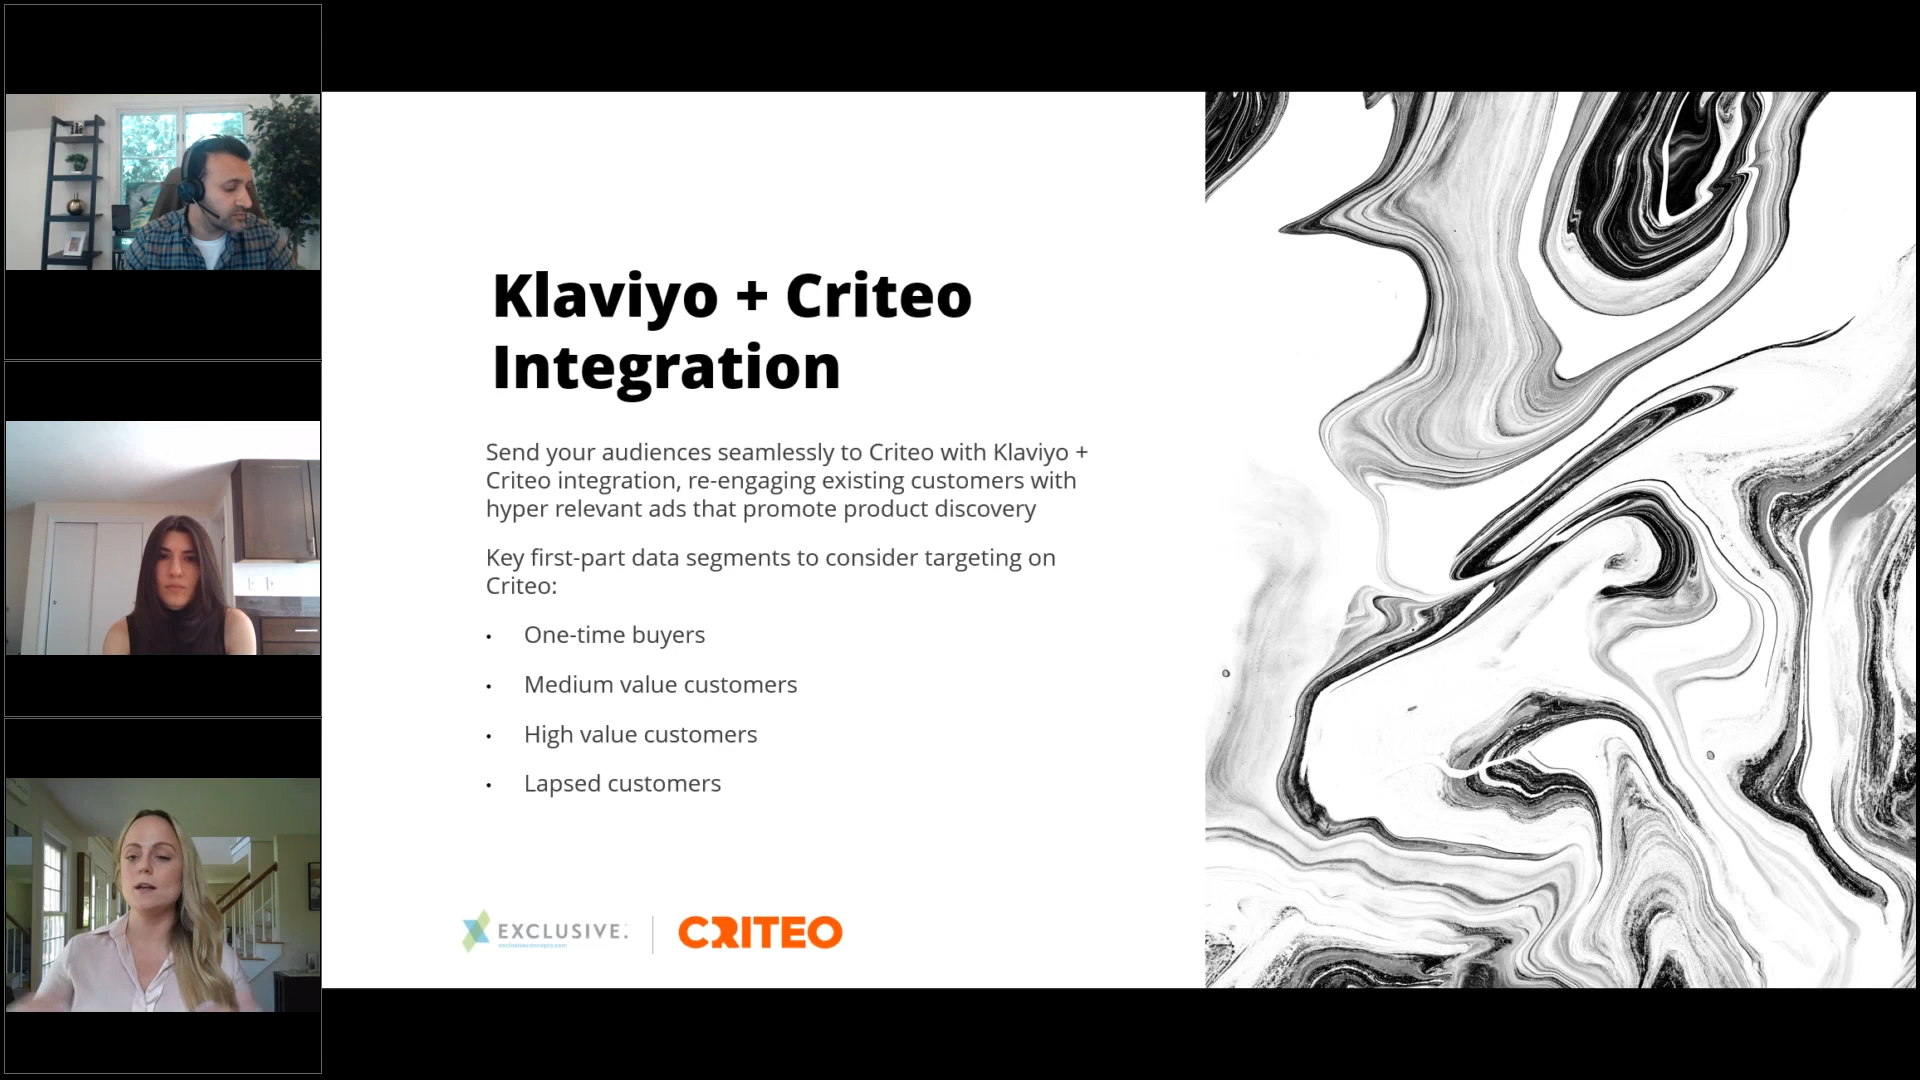 Klaviyo + Criteo
Integration
Send your audiences seamlessly to Criteo with Klaviyo +
Criteo integration, re-engaging existing customers with
hyper relevant ads that promote product discovery
Key first-part data segments to consider targeting on
Criteo:
• One-time buyers
• Medium value customers
• High value customers
• Lapsed customers
EXCLUSIVE
exclusiveconcepts.com
CRITEO